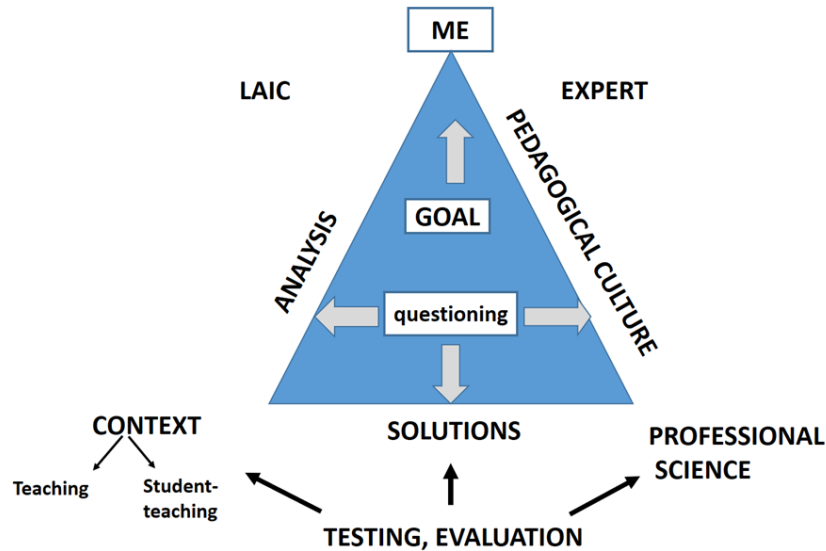 ME
LAIC
EXPERT
PEDAGOGICAL CULTURE
GOAL
ANALYSIS
questioning
CONTEXT
SOLUTIONS
PROFESSIONAL
SCIENCE
Teaching
Student-
teaching
TESTING, EVALUATION